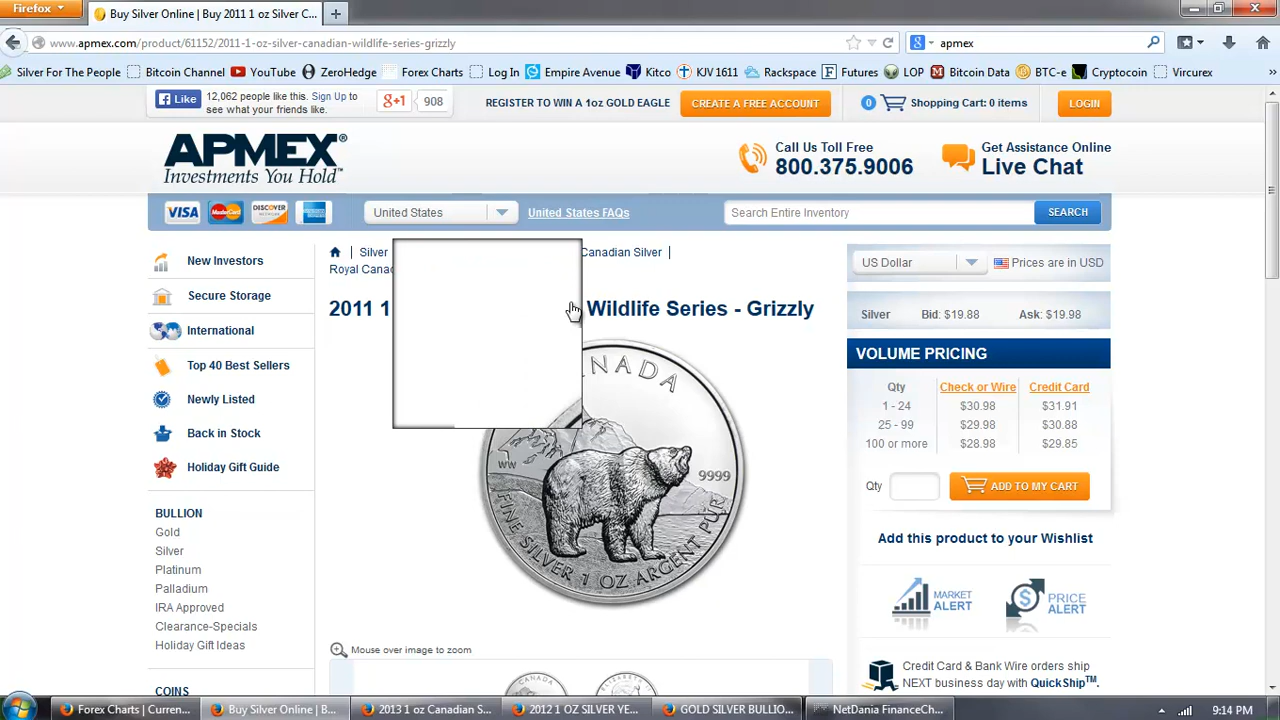 Firefox
Buy Silver Online | Buy 2011 1 oz Silver C...
www.apmex.com/product/61152/2011-1-oz-silver-canadian-wildlife-series-grizzly
apmex
Silver For The People
Bitcoin Channel
YouTube
ZeroHedge
Forex Charts
Log In
Empire Avenue
Kitco
KJV 1611
Rackspace
Futures
LOP
Bitcoin Data
BTC-e
Cryptocoin
Vircurex
Like
12,062 people like this. Sign Up to
see what your friends like.
+1
908
REGISTER TO WIN A 1oz GOLD EAGLE
CREATE A FREE ACCOUNT
0
Shopping Cart: 0 items
LOGIN
APMEX®
Investments You Hold™
Call Us Toll Free
800.375.9006
Get Assistance Online
Live Chat
VISA
MasterCard
DISCOVER
United States
United States FAQs
Search Entire Inventory
SEARCH
New Investors
Secure Storage
International
Top 40 Best Sellers
Newly Listed
Back in Stock
Holiday Gift Guide
BULLION
Gold
Silver
Platinum
Palladium
IRA Approved
Clearance-Specials
Holiday Gift Ideas
COINS
Silver
Canadian Silver
Royal Cana
2011 1
Wildlife Series - Grizzly
NADA
WW
9999
FINE SILVER 1 OZ ARGENT PUR
Mouse over image to zoom
US Dollar
Prices are in USD
Silver
Bid: $19.88
Ask: $19.98
VOLUME PRICING
Qty
Check or Wire
Credit Card
1 - 24
$30.98
$31.91
25 - 99
$29.98
$30.88
100 or more
$28.98
$29.85
Qty
ADD TO MY CART
Add this product to your Wishlist
MARKET
ALERT
PRICE
ALERT
Credit Card & Bank Wire orders ship
NEXT business day with QuickShip™.
Forex Charts | Curren...
Buy Silver Online | B...
2013 1 oz Canadian S...
2012 1 OZ SILVER YE...
GOLD SILVER BULLIO...
NetDania FinanceCh...
9:14 PM